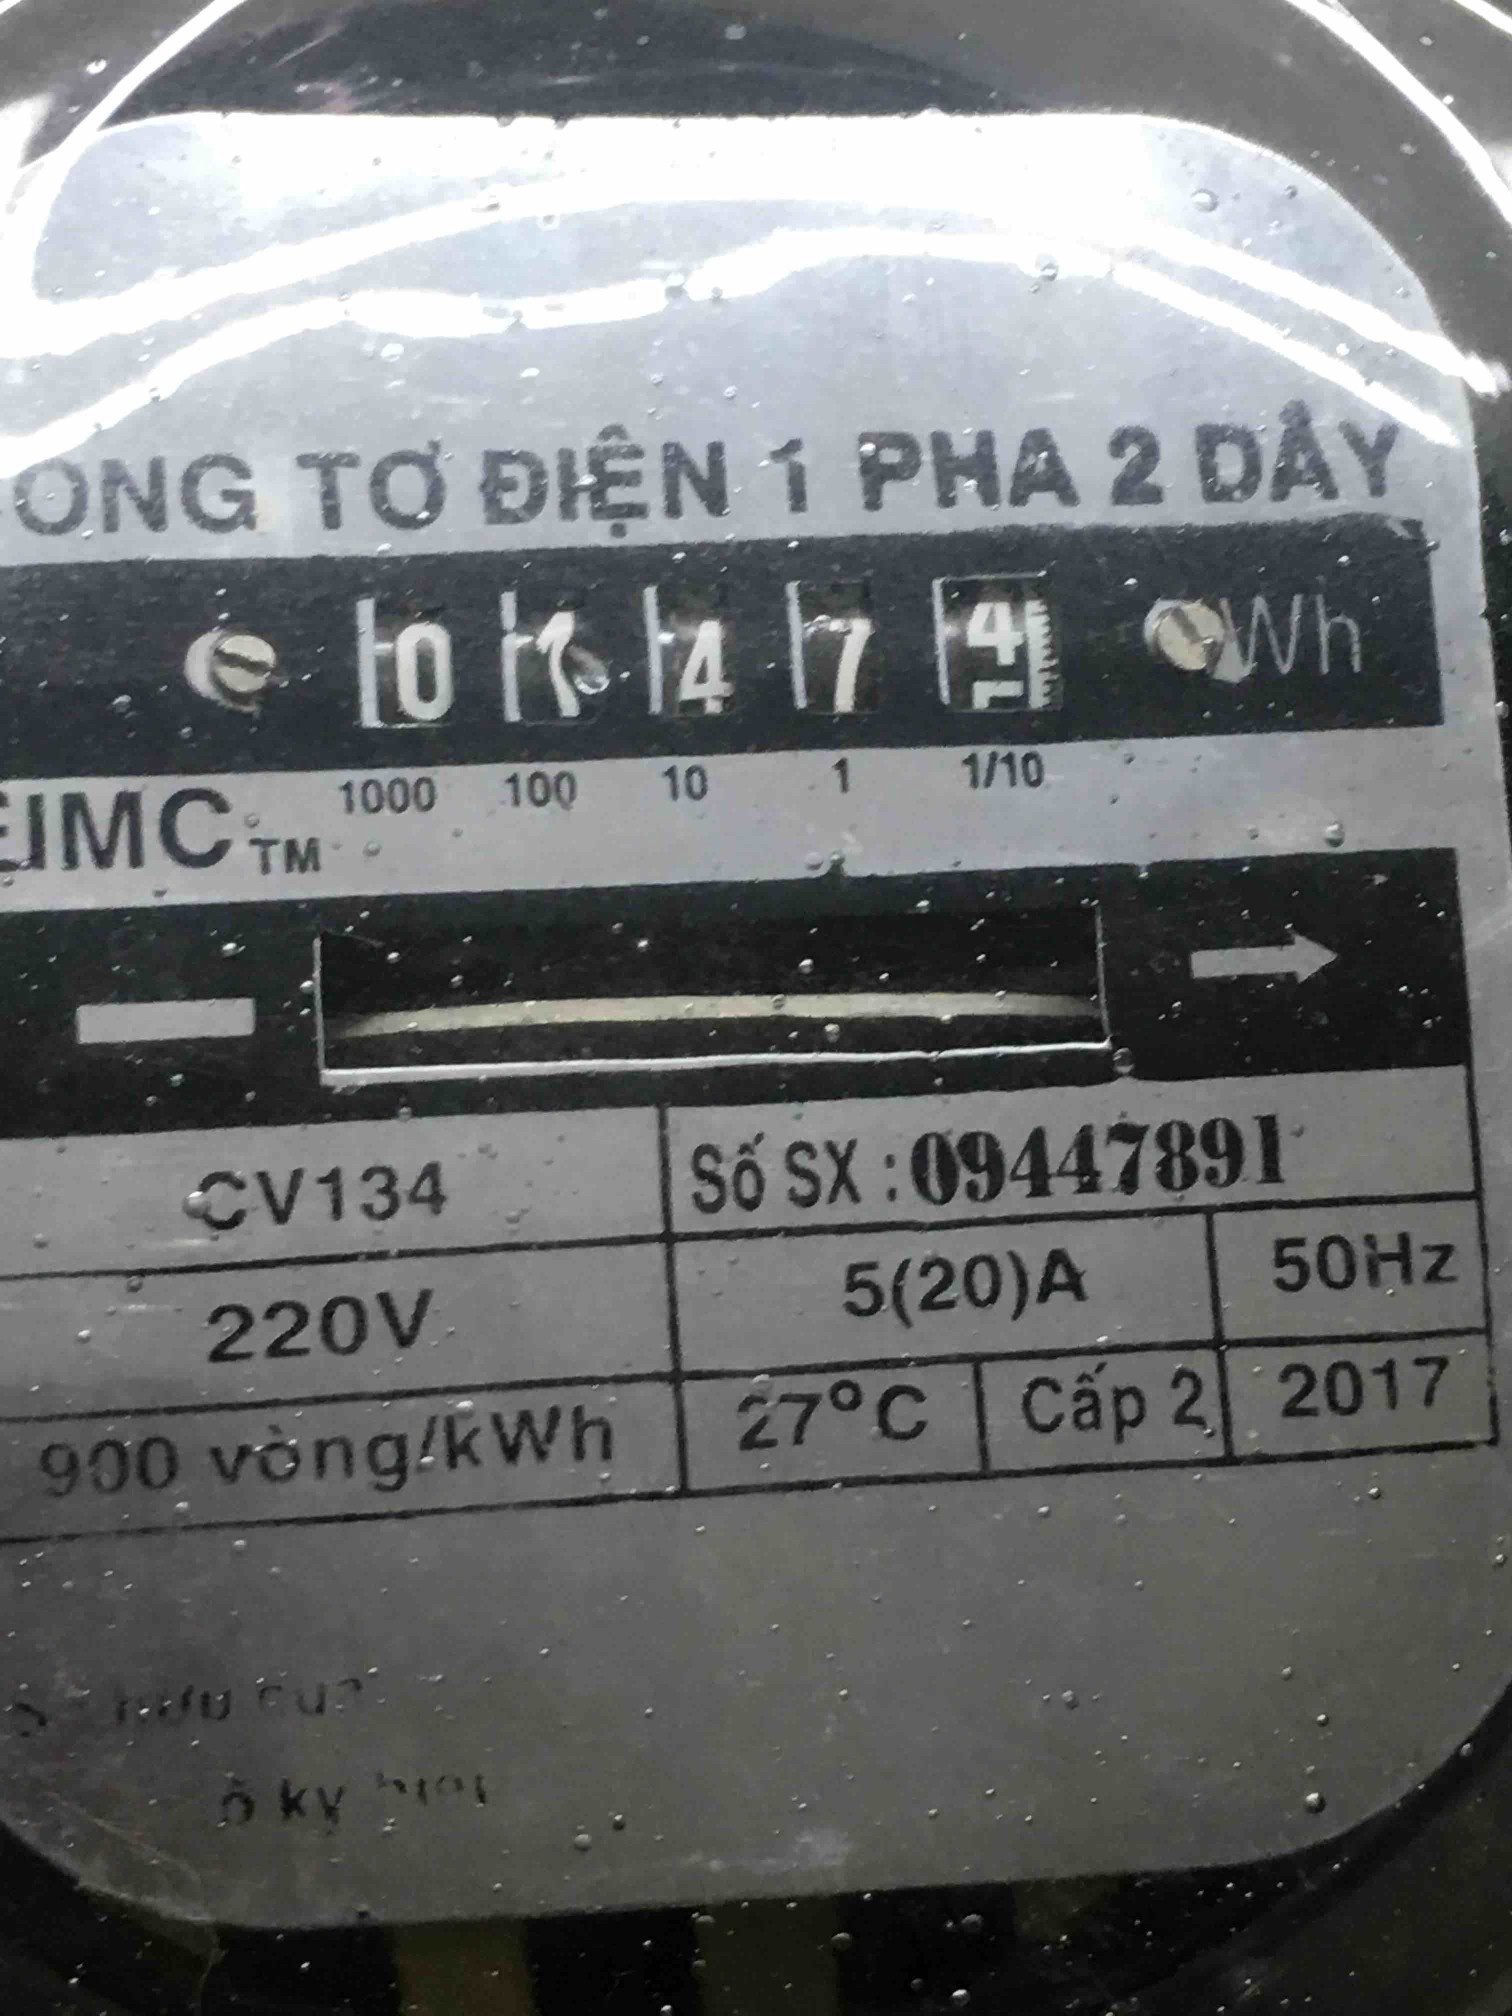 ÔNG TƠ ĐIỆN 1 PHA 2 DÂY
0 1 4 7 4 Wh
1000 100 10 1 1/10
EMC TM
CV134 Số SX : 09447891
220V 5(20)A 50Hz
900 vòng/kWh 27°C Cấp 2 2017